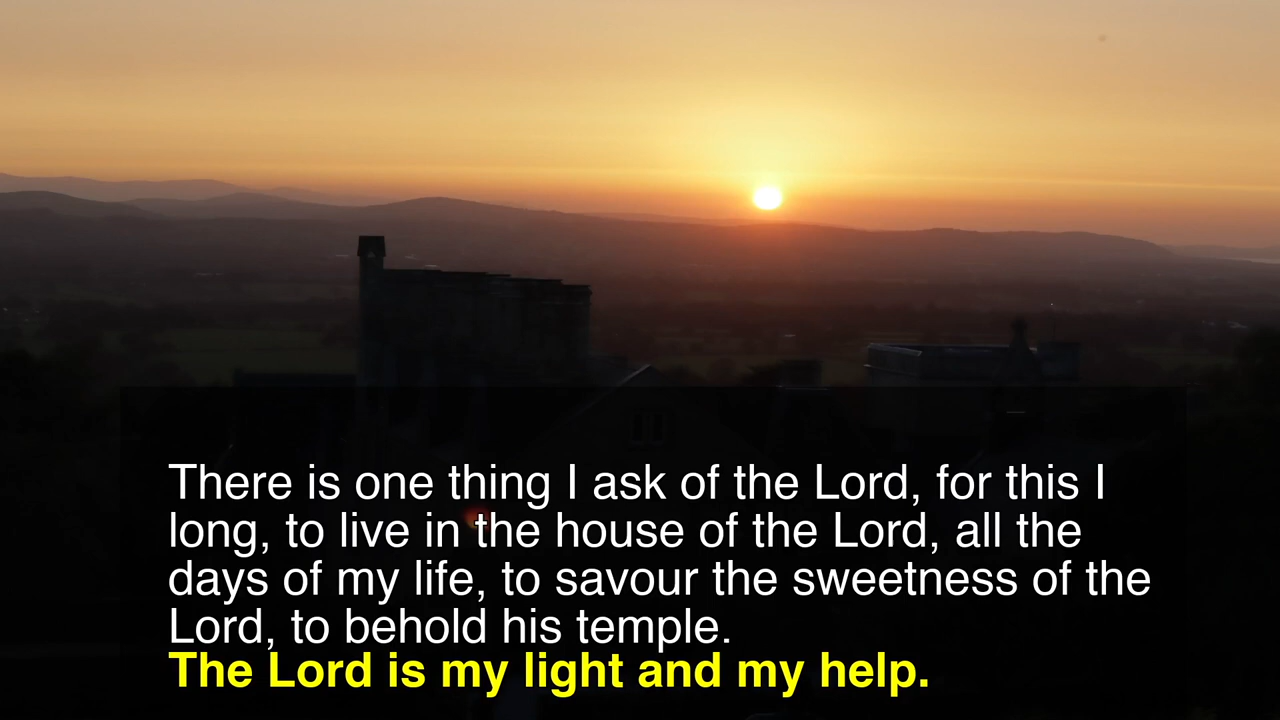 There is one thing I ask of the Lord, for this I
long, to live in the house of the Lord, all the
days of my life, to savour the sweetness of the
Lord, to behold his temple.
The Lord is my light and my help.